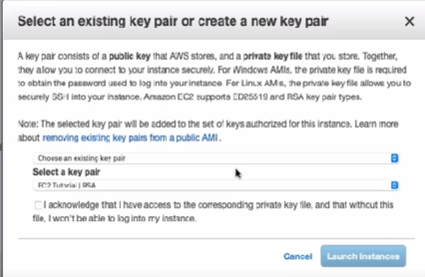 Select an existing key pair or create a new key pair
A key pair consists of a public key that AWS stores, and a private key file that you store. Together,
they allow you to connect to your instance securely. For Windows AMIs, the private key file is required
to obtain the password used to log into your instance. For Linux AMIs, the private key file allows you to
securely SSH into your instance. Amazon EC2 supports ED25519 and RSA key pair types.
Note: The selected key pair will be added to the set of keys authorized for this instance. Learn more
about removing existing key pairs from a public AMI.
Choose an existing key pair
Select a key pair
EC2 Tutorial | RSA
I acknowledge that I have access to the corresponding private key file, and that without this
file, I won't be able to log into my instance.
Cancel Launch Instances